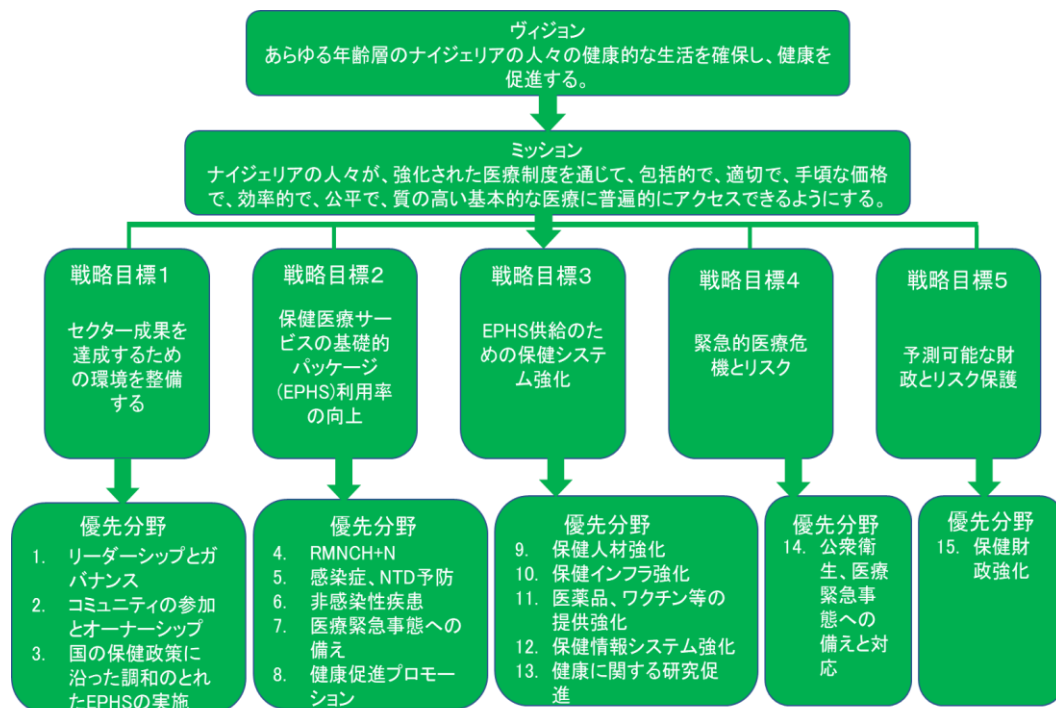 ヴィジョン
あらゆる年齢層のナイジェリアの人々の健康的な生活を確保し、健康を
促進する。
ミッション
ナイジェリアの人々が、強化された医療制度を通じて、包括的で、適切で、手頃な価格
で、効率的で、公平で、質の高い基本的な医療に普遍的にアクセスできるようにする。
戦略目標1
セクター成果を
達成するため
の環境を整備
する
戦略目標2
保健医療サー
ビスの基礎的
パッケージ
(EPHS)利用率
の向上
戦略目標3
EPHS供給のた
めの保健システ
ム強化
戦略目標4
緊急的医療危
機とリスク
戦略目標5
予測可能な財
政とリスク保護
優先分野
1. リーダーシップとガ
バナンス
2. コミュニティの参加
とオーナーシップ
3. 国の保健政策に
沿った調和のとれ
たEPHSの実施
優先分野
4. RMNCH+N
5. 感染症、NTD予防
6. 非感染性疾患
7. 医療緊急事態への
備え
8. 健康促進プロモー
ション
優先分野
9. 保健人材強化
10. 保健インフラ強化
11. 医薬品、ワクチン等の
提供強化
12. 保健情報システム強化
13. 健康に関する研究促
進
優先分野
14. 公衆衛
生、医療
緊急事
態への
備えと対
応
優先分野
15. 保健財
政強化